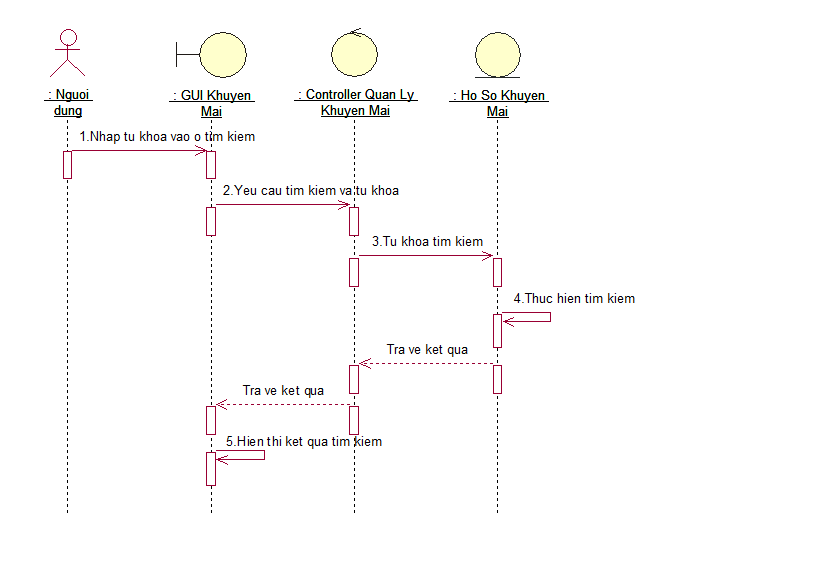 : Nguoi
dung
: GUI Khuyen
Mai
: Controller Quan Ly
Khuyen Mai
: Ho So Khuyen
Mai
1.Nhap tu khoa vao o tim kiem
2.Yeu cau tim kiem va tu khoa
3.Tu khoa tim kiem
4.Thuc hien tim kiem
Tra ve ket qua
Tra ve ket qua
5.Hien thi ket qua tim kiem